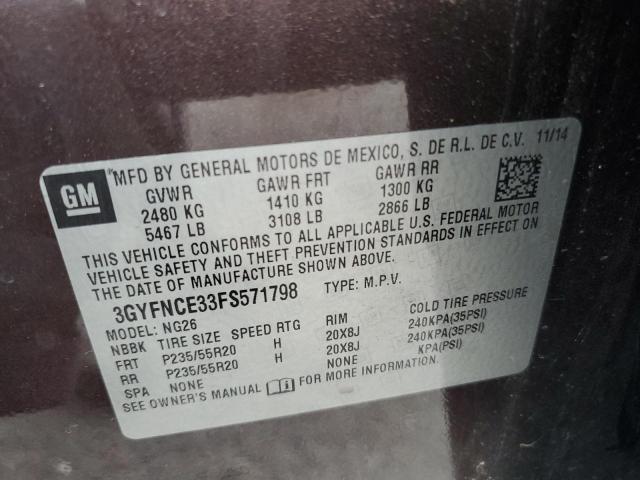 GM
MFD BY GENERAL MOTORS DE MEXICO, S. DE R.L. DE C.V. 11/14
GVWR GAWR FRT GAWR RR
2480 KG 1410 KG 1300 KG
5467 LB 3108 LB 2866 LB
THIS VEHICLE CONFORMS TO ALL APPLICABLE U.S. FEDERAL MOTOR
VEHICLE SAFETY AND THEFT PREVENTION STANDARDS IN EFFECT ON
THE DATE OF MANUFACTURE SHOWN ABOVE.
3GYFNCE33FS571798 TYPE: M.P.V.
MODEL: NG26
NBBK TIRE SIZE SPEED RTG RIM COLD TIRE PRESSURE
FRT P235/55R20 H 20X8J 240KPA(35PSI)
RR P235/55R20 H 20X8J 240KPA(35PSI)
SPA NONE NONE KPA(PSI)
SEE OWNER'S MANUAL FOR MORE INFORMATION.